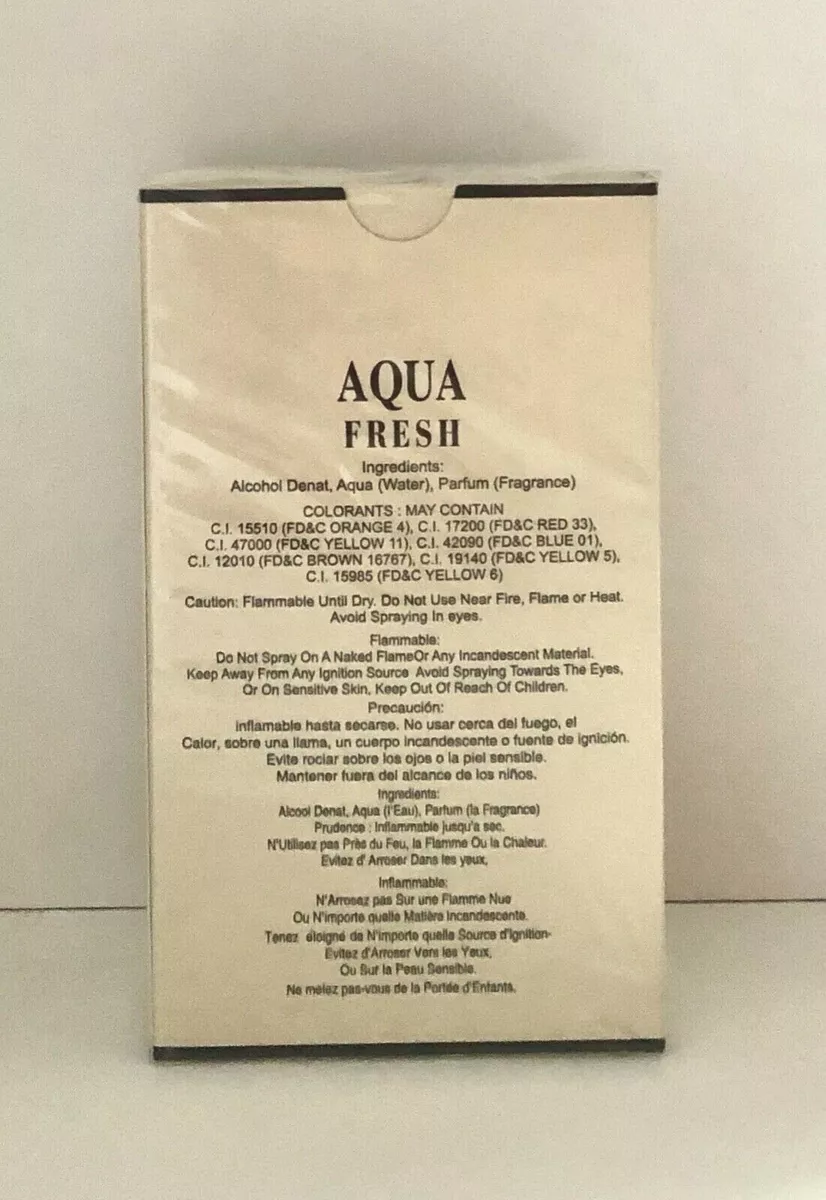 AQUA
FRESH
Ingredients:
Alcohol Denat, Aqua (Water), Parfum (Fragrance)
COLORANTS : MAY CONTAIN
C.I. 15510 (FD&C ORANGE 4), C.I. 17200 (FD&C RED 33),
C.I. 47000 (FD&C YELLOW 11), C.I. 42090 (FD&C BLUE 01),
C.I. 12010 (FD&C BROWN 16767), C.I. 19140 (FD&C YELLOW 5),
C.I. 15985 (FD&C YELLOW 6)
Caution: Flammable Until Dry. Do Not Use Near Fire, Flame or Heat.
Avoid Spraying In eyes.
Flammable:
Do Not Spray On A Naked FlameOr Any Incandescent Material.
Keep Away From Any Ignition Source Avoid Spraying Towards The Eyes,
Or On Sensitive Skin, Keep Out Of Reach Of Children.
Precaución:
inflamable hasta secarse. No usar cerca del fuego, el
Calor, sobre una llama, un cuerpo incandescente o fuente de ignición.
Evite rociar sobre los ojos o la piel sensible.
Mantener fuera del alcance de los niños.
Ingredients:
Alcool Denat, Aqua (l'Eau), Parfum (la Fragrance)
Prudence : Inflammable jusqu'a sec.
N'Utilisez pas Près du Feu, la Flamme Ou la Chaleur.
Evitez d' Arroser Dans les yeux,
Inflammable:
N'Arrosez pas Sur une Flamme Nue
Ou N'importe quelle Matière Incandescente.
Tenez éloigné de N'importe quelle Source d'Ignition-
Evitez d'Arroser Vers les Yeux,
Ou Sur la Peau Sensible.
Ne melez pas-vous de la Portée d'Enfants.